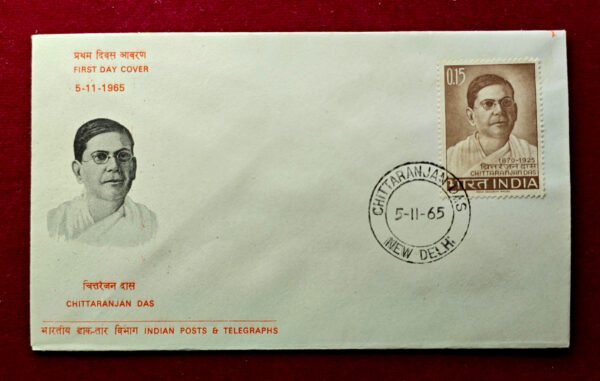 प्रथम दिवस आवरण
FIRST DAY COVER
5-11-1965
0.15
1870-1925
चित्तरंजन दास
CHITTARANJAN DAS
भारत INDIA
CHITTARANJAN DAS
5-11-65
NEW DELHI
चित्तरंजन दास
CHITTARANJAN DAS
भारतीय डाक-तार विभाग INDIAN POSTS & TELEGRAPHS